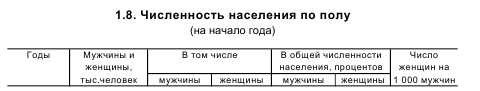 1.8. Численность населения по полу
(на начало года)
Годы Мужчины и В том числе В общей численности Число
женщины, населения, процентов женщин на
тыс.человек мужчины женщины мужчины женщины 1 000 мужчин